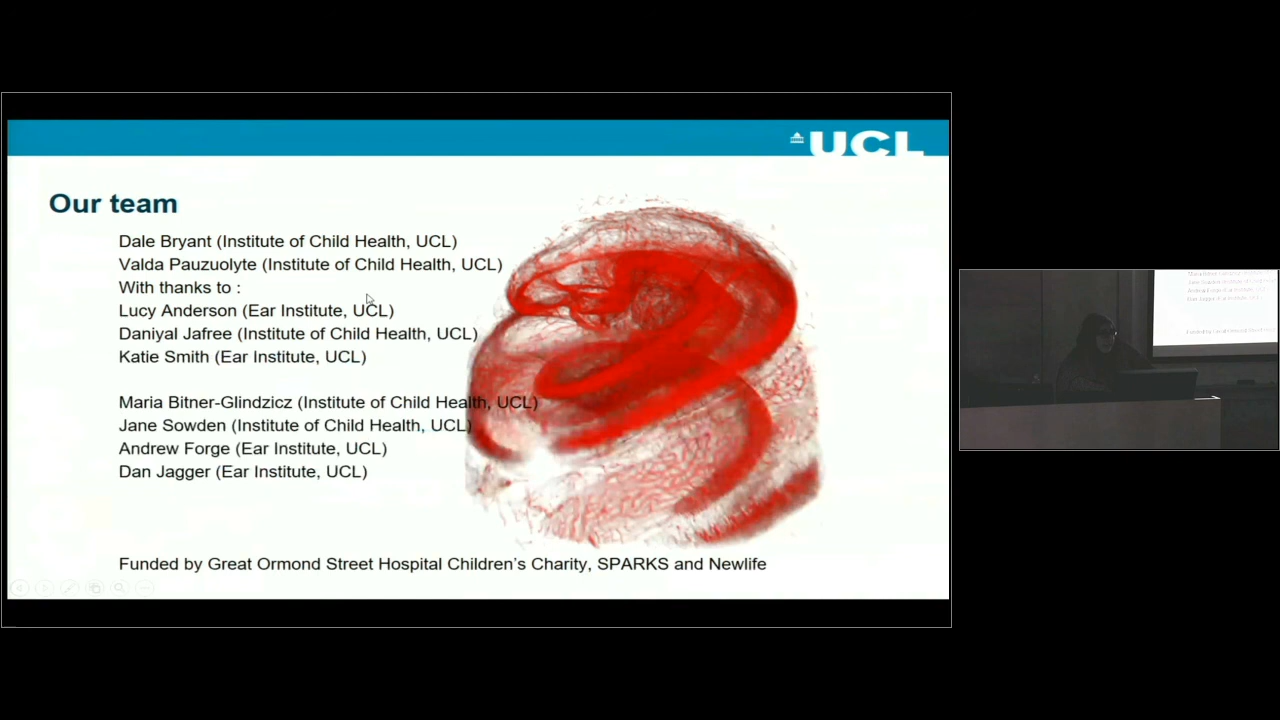 UCL
Our team
Dale Bryant (Institute of Child Health, UCL)
Valda Pauzuolyte (Institute of Child Health, UCL)
With thanks to :
Lucy Anderson (Ear Institute, UCL)
Daniyal Jafree (Institute of Child Health, UCL)
Katie Smith (Ear Institute, UCL)
Maria Bitner-Glindzicz (Institute of Child Health, UCL)
Jane Sowden (Institute of Child Health, UCL)
Andrew Forge (Ear Institute, UCL)
Dan Jagger (Ear Institute, UCL)
Funded by Great Ormond Street Hospital Children's Charity, SPARKS and Newlife